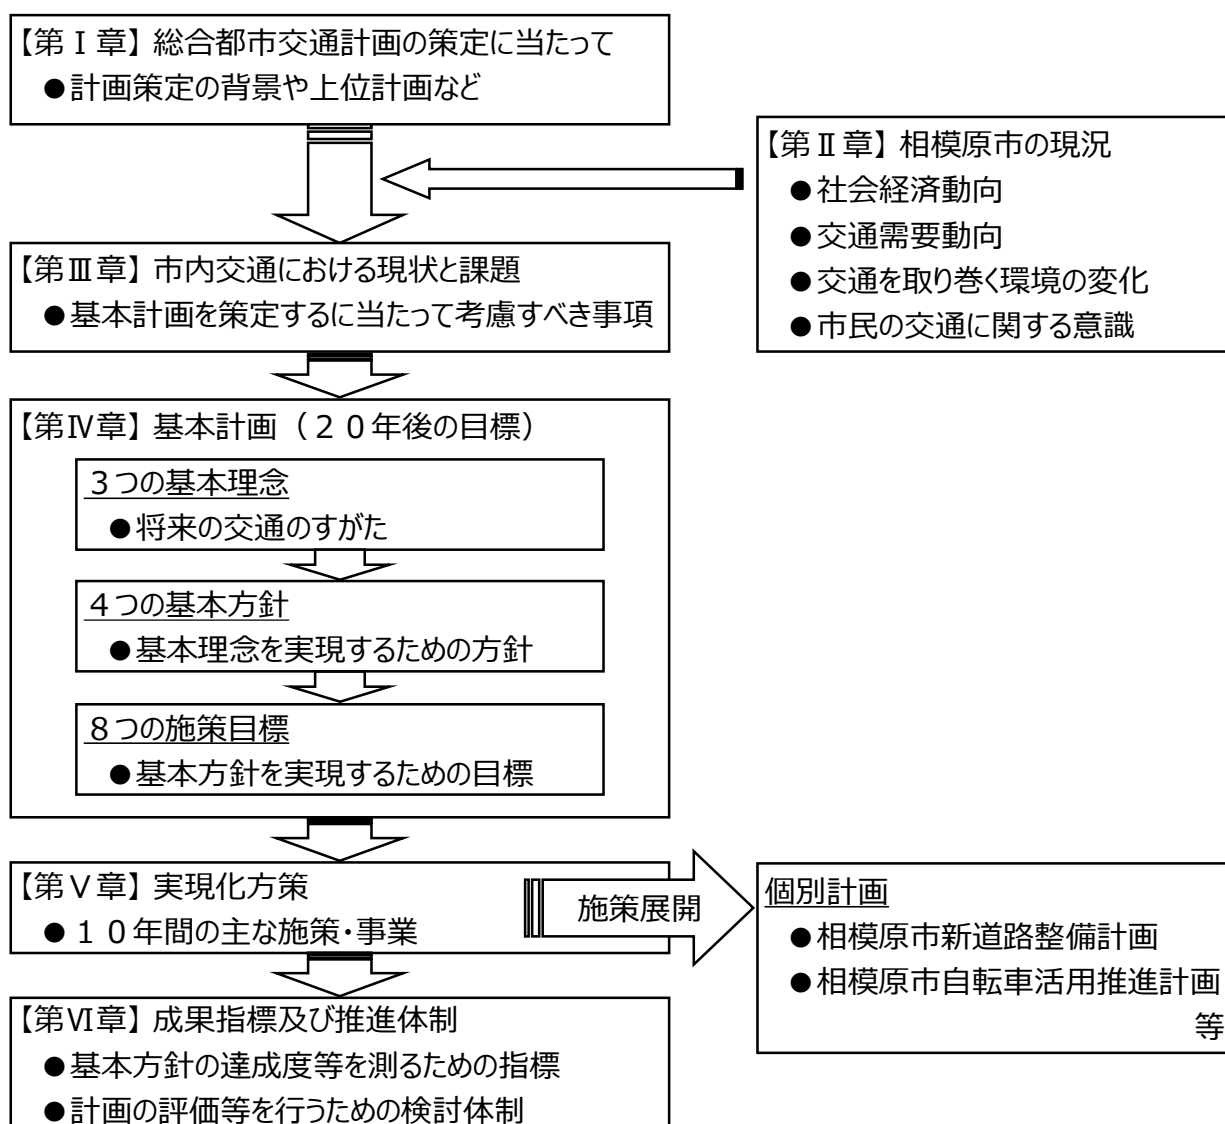 【第Ⅰ章】総合都市交通計画の策定に当たって
●計画策定の背景や上位計画など
【第Ⅱ章】相模原市の現況
●社会経済動向
●交通需要動向
●交通を取り巻く環境の変化
●市民の交通に関する意識
【第Ⅲ章】市内交通における現状と課題
●基本計画を策定するに当たって考慮すべき事項
【第Ⅳ章】基本計画（２０年後の目標）
３つの基本理念
●将来の交通のすがた
４つの基本方針
●基本理念を実現するための方針
８つの施策目標
●基本方針を実現するための目標
【第Ⅴ章】実現化方策
●１０年間の主な施策・事業
施策展開
個別計画
●相模原市新道路整備計画
●相模原市自転車活用推進計画
等
【第Ⅵ章】成果指標及び推進体制
●基本方針の達成度等を測るための指標
●計画の評価等を行うための検討体制